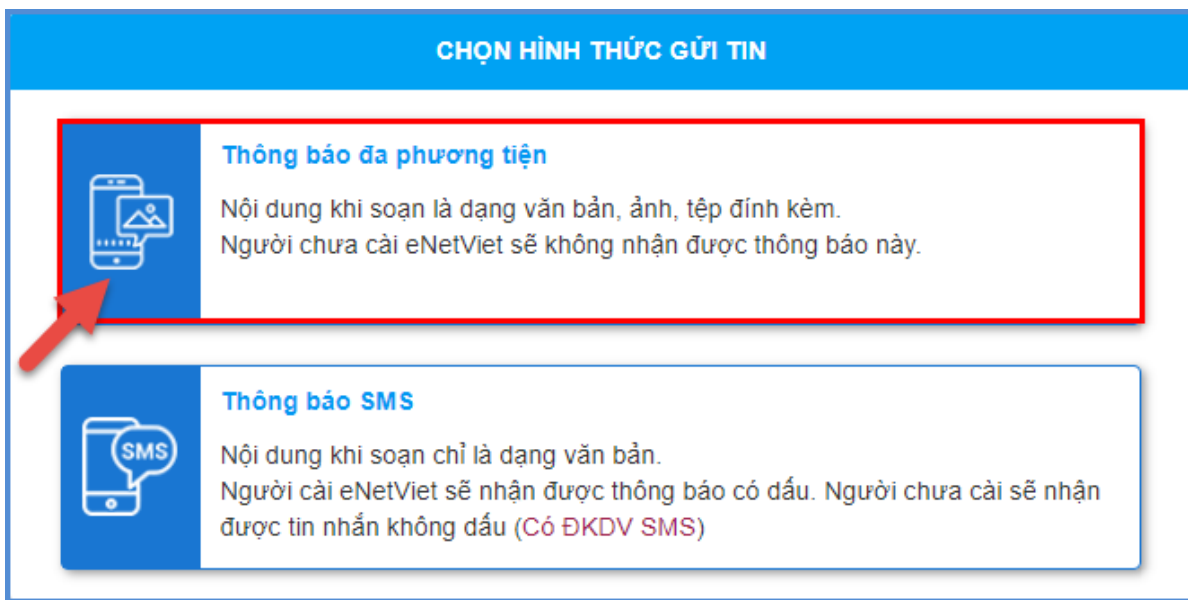 CHỌN HÌNH THỨC GỬI TIN
Thông báo đa phương tiện
Nội dung khi soạn là dạng văn bản, ảnh, tệp đính kèm.
Người chưa cài eNetViet sẽ không nhận được thông báo này.
Thông báo SMS
SMS
Nội dung khi soạn chỉ là dạng văn bản.
Người cài eNetViet sẽ nhận được thông báo có dấu. Người chưa cài sẽ nhận
được tin nhắn không dấu (Có ĐKDV SMS)